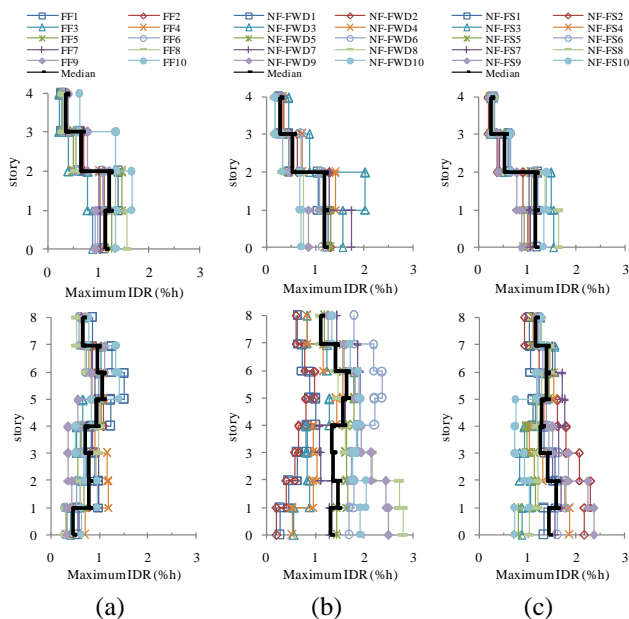 FF1 FF2
FF3 FF4
FF5 FF6
FF7 FF8
FF9 FF10
Median
NF-FWD1 NF-FWD2
NF-FWD3 NF-FWD4
NF-FWD5 NF-FWD6
NF-FWD7 NF-FWD8
NF-FWD9 NF-FWD10
Median
NF-FS1 NF-FS2
NF-FS3 NF-FS4
NF-FS5 NF-FS6
NF-FS7 NF-FS8
NF-FS9 NF-FS10
Median
4
3
2
1
0
story
0 1 2 3
Maximum IDR (%h)
4
3
2
1
0
story
0 1 2 3
Maximum IDR (%h)
4
3
2
1
0
story
0 1 2 3
Maximum IDR (%h)
8
7
6
5
4
3
2
1
0
story
0 1 2 3
Maximum IDR (%h)
8
7
6
5
4
3
2
1
0
story
0 1 2 3
Maximum IDR (%h)
8
7
6
5
4
3
2
1
0
story
0 1 2 3
Maximum IDR (%h)
(a) (b) (c)